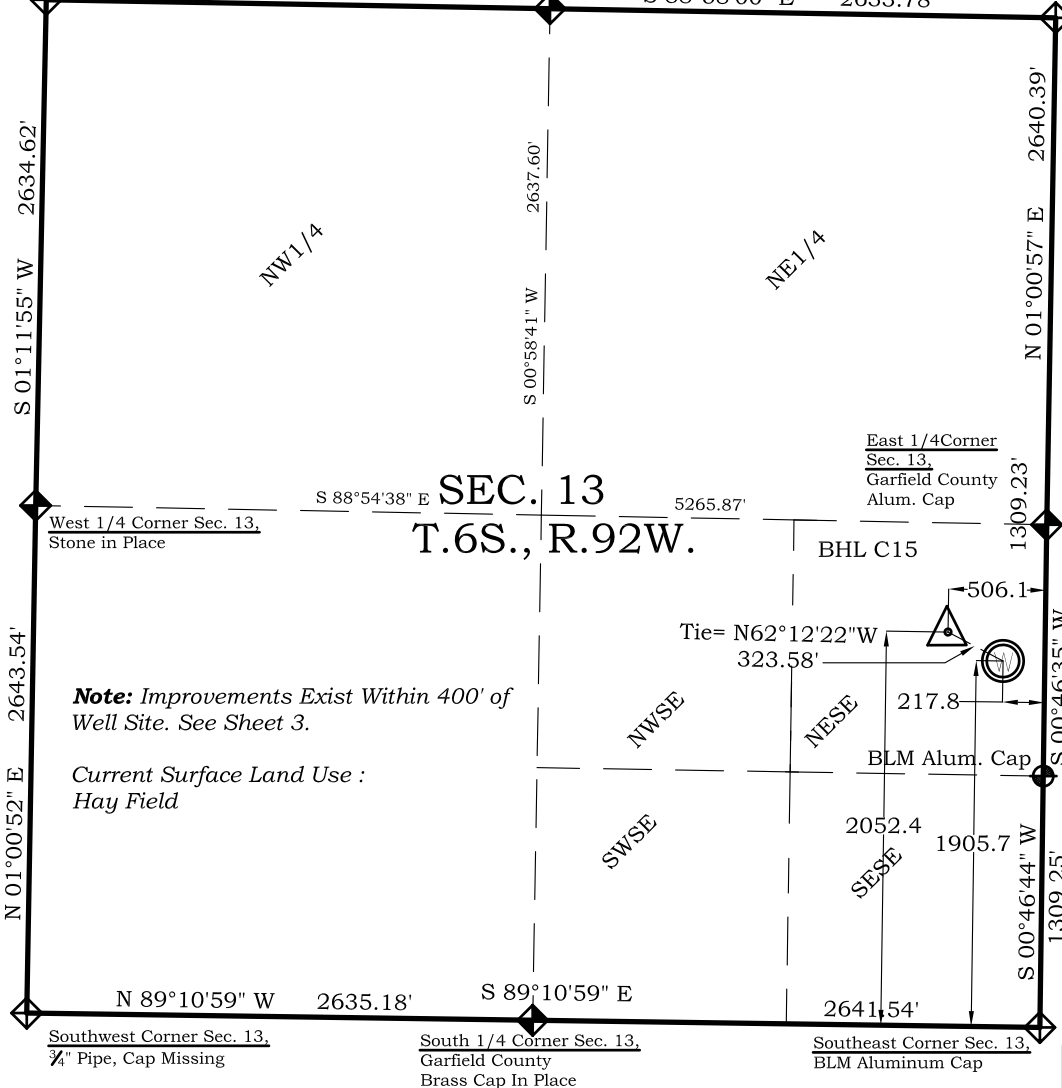 2634.62'
S 01°11'55" W
NW1/4
2637.60'
S 00°58'41" W
NE1/4
2640.39'
N 01°00'57" E
East 1/4Corner
Sec. 13,
Garfield County
Alum. Cap
1309.23'
S 88°54'38" E
SEC. 13
5265.87'
T.6S., R.92W.
West 1/4 Corner Sec. 13,
Stone in Place
BHL C15
506.1
Tie= N62°12'22"W
323.58'
217.8
S 00°46'35" W
2643.54'
N 01°00'52" E
Note: Improvements Exist Within 400' of
Well Site. See Sheet 3.
Current Surface Land Use :
Hay Field
NWSE
NESE
BLM Alum. Cap
SWSE
SESE
2052.4
1905.7
S 00°46'44" W
1309.25'
N 89°10'59" W
2635.18'
S 89°10'59" E
2641.54'
Southwest Corner Sec. 13,
3/4" Pipe, Cap Missing
South 1/4 Corner Sec. 13,
Garfield County
Brass Cap In Place
Southeast Corner Sec. 13,
BLM Aluminum Cap